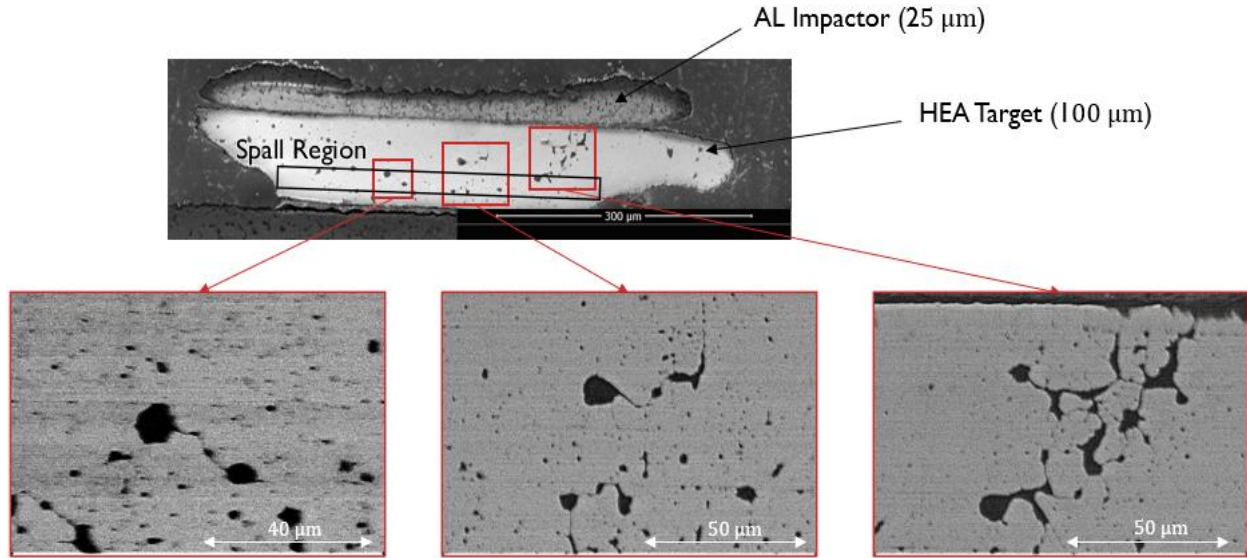 AL Impactor (25 μm)
HEA Target (100 μm)
Spall Region
300 μm
40 μm
50 μm
50 μm